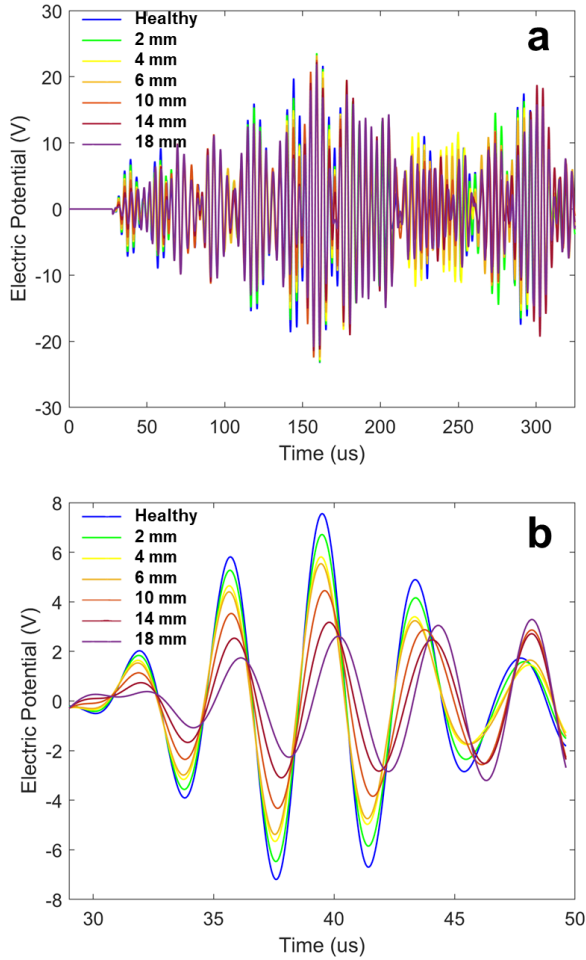 a
Healthy
2 mm
4 mm
6 mm
10 mm
14 mm
18 mm
30
20
10
0
-10
-20
-30
Electric Potential (V)
0 50 100 150 200 250 300
Time (us)
b
Healthy
2 mm
4 mm
6 mm
10 mm
14 mm
18 mm
8
6
4
2
0
-2
-4
-6
-8
Electric Potential (V)
30 35 40 45 50
Time (us)